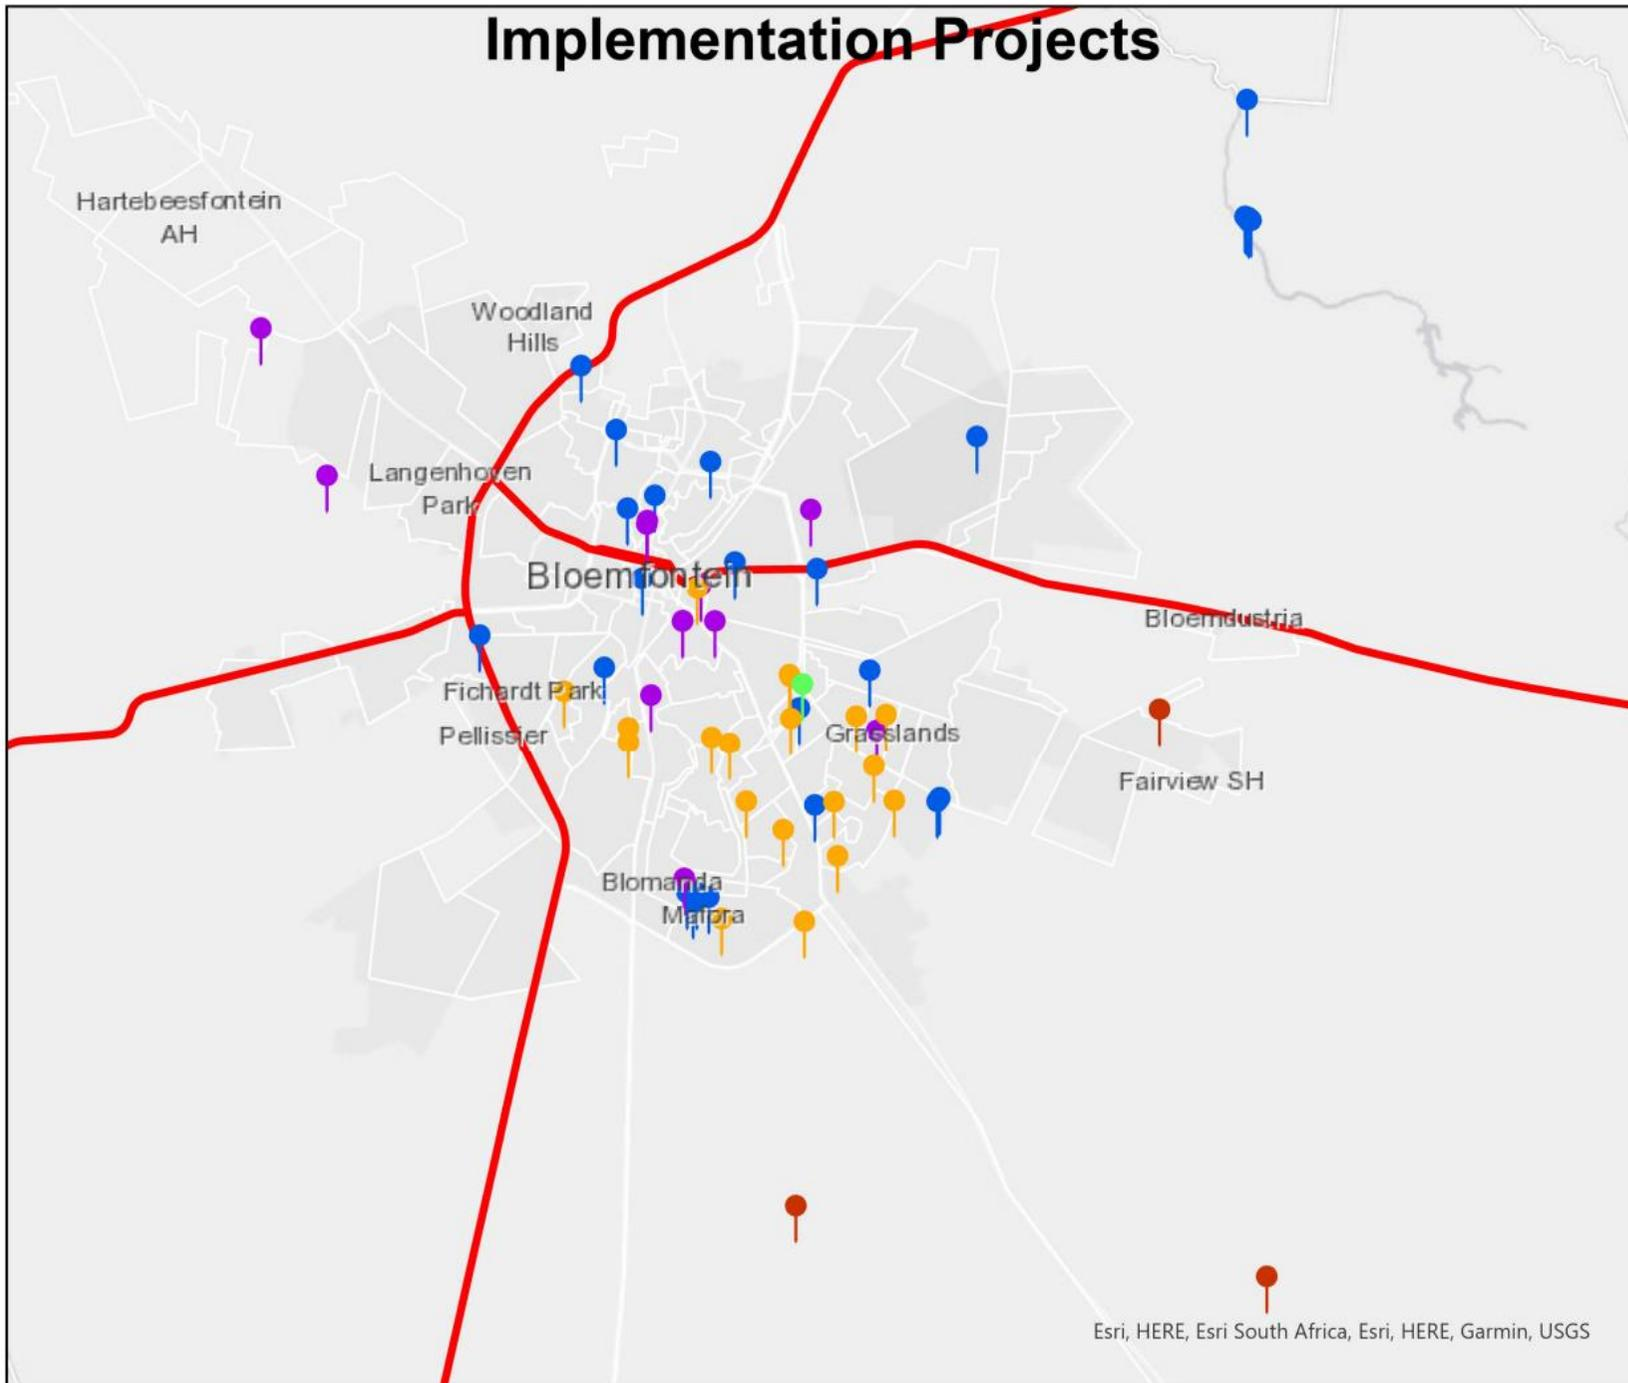 Implementation Projects
Hartebeesfontein
AH
Woodland
Hills
Langenhoven
Park
Bloemfontein
Bloemdustria
Fichardt Park
Pellissier
Grasslands
Fairview SH
Blomanda
Matora
Esri, HERE, Esri South Africa, Esri, HERE, Garmin, USGS